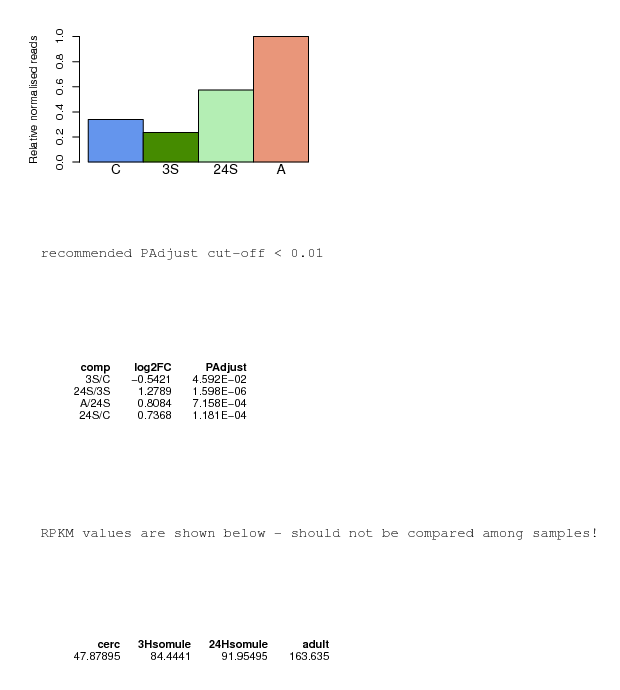 Relative normalised reads
1.0
0.8
0.6
0.4
0.2
0.0
C 3S 24S A
recommended PAdjust cut-off < 0.01
comp log2FC PAdjust
3S/C −0.5421 4.592E−02
24S/3S 1.2789 1.598E−06
A/24S 0.8084 7.158E−04
24S/C 0.7368 1.181E−04
RPKM values are shown below - should not be compared among samples!
cerc 3Hsomule 24Hsomule adult
47.87895 84.4441 91.95495 163.635